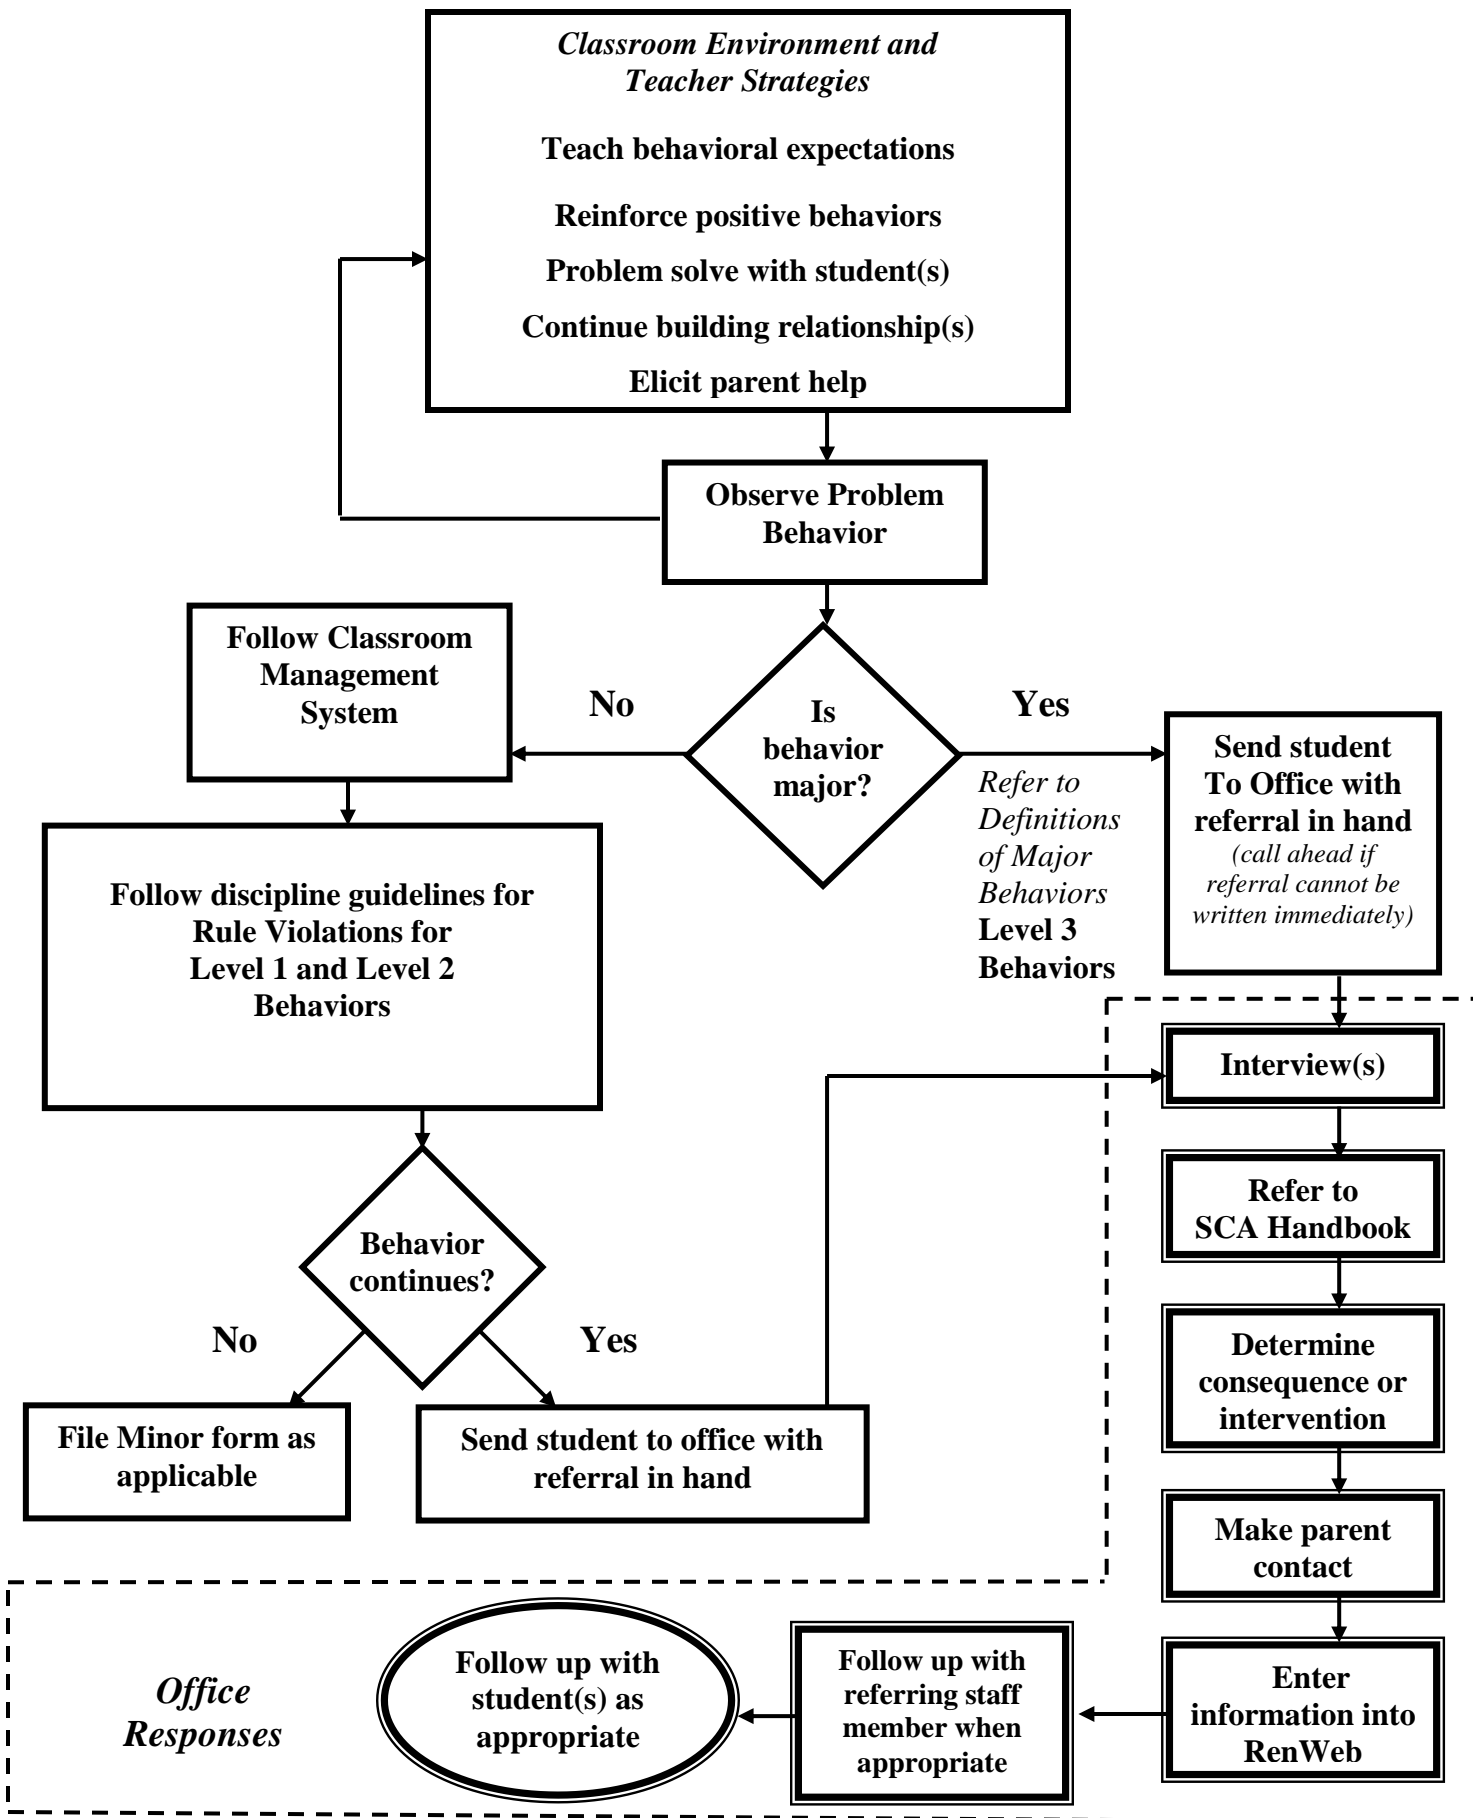 Classroom Environment and
Teacher Strategies
Teach behavioral expectations
Reinforce positive behaviors
Problem solve with student(s)
Continue building relationship(s)
Elicit parent help
Observe Problem
Behavior
Follow Classroom
Management
System
No
Is
behavior
major?
Yes
Refer to
Definitions
of Major
Behaviors
Level 3
Behaviors
Send student
To Office with
referral in hand
(call ahead if
referral cannot be
written immediately)
Follow discipline guidelines for
Rule Violations for
Level 1 and Level 2
Behaviors
Interview(s)
Refer to
SCA Handbook
Behavior
continues?
No
Yes
Determine
consequence or
intervention
File Minor form as
applicable
Send student to office with
referral in hand
Make parent
contact
Enter
information into
RenWeb
Follow up with
referring staff
member when
appropriate
Follow up with
student(s) as
appropriate
Office
Responses